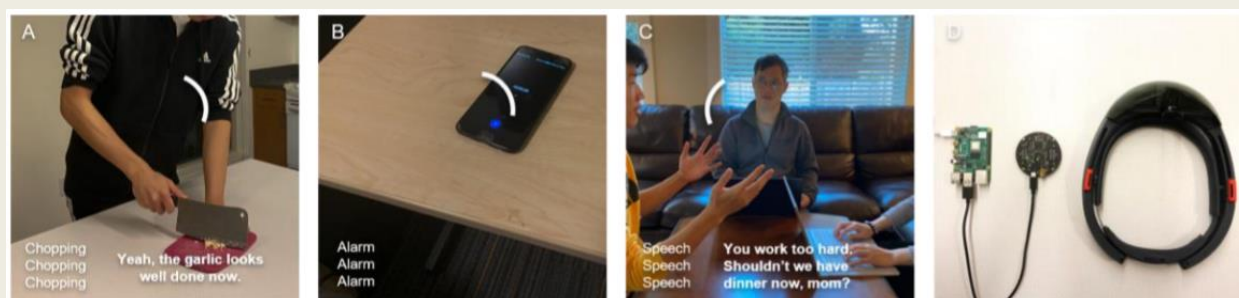 A
Chopping
Chopping
Chopping
Yeah, the garlic looks
well done now.
B
Alarm
Alarm
Alarm
C
Speech
Speech
Speech
You work too hard.
Shouldn't we have
dinner now, mom?
D